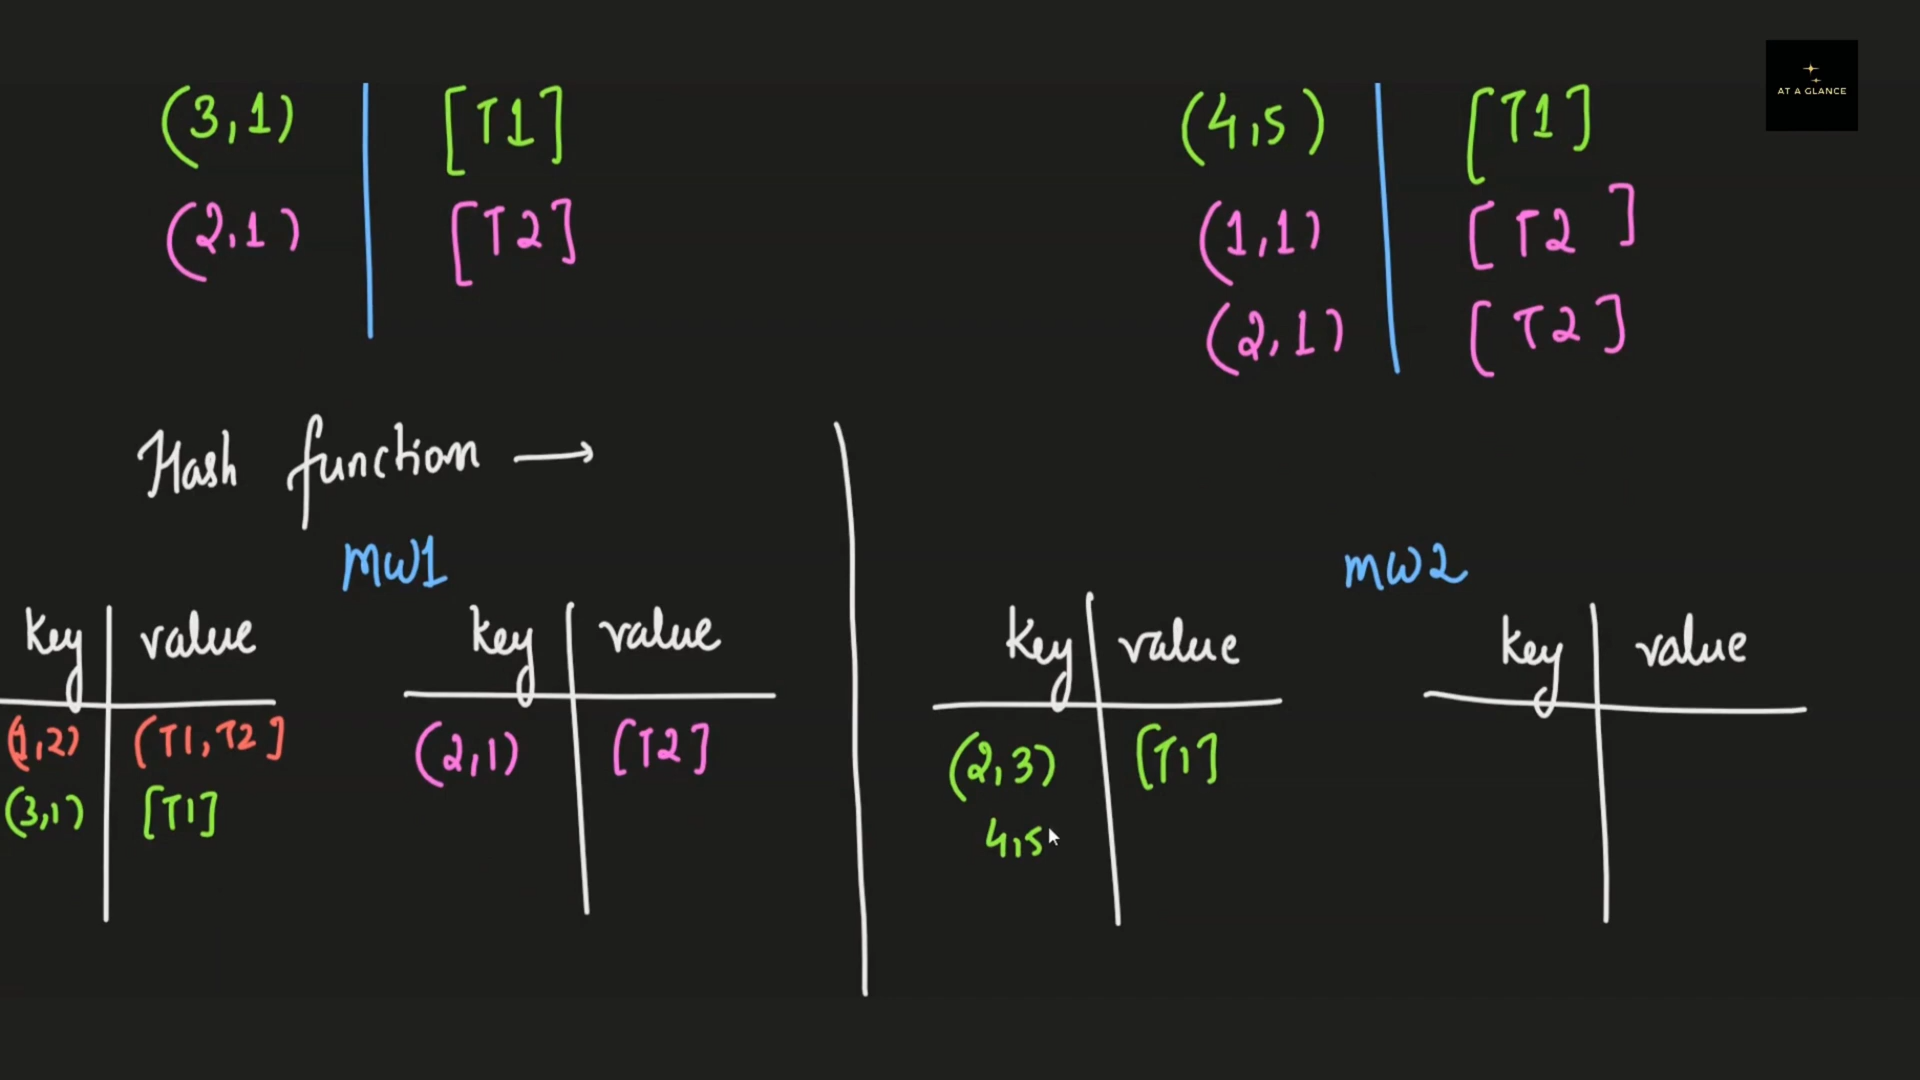 AT A GLANCE
(3,1) [T1]
(2,1) [T2]
(4,5) [T1]
(1,1) [T2]
(2,1) [T2]
Hash function →
MW1
key value
(1,2) (T1,T2]
(3,1) [T1]
key value
(2,1) [T2]
MW2
key value
(2,3) [T1]
4,5
key value